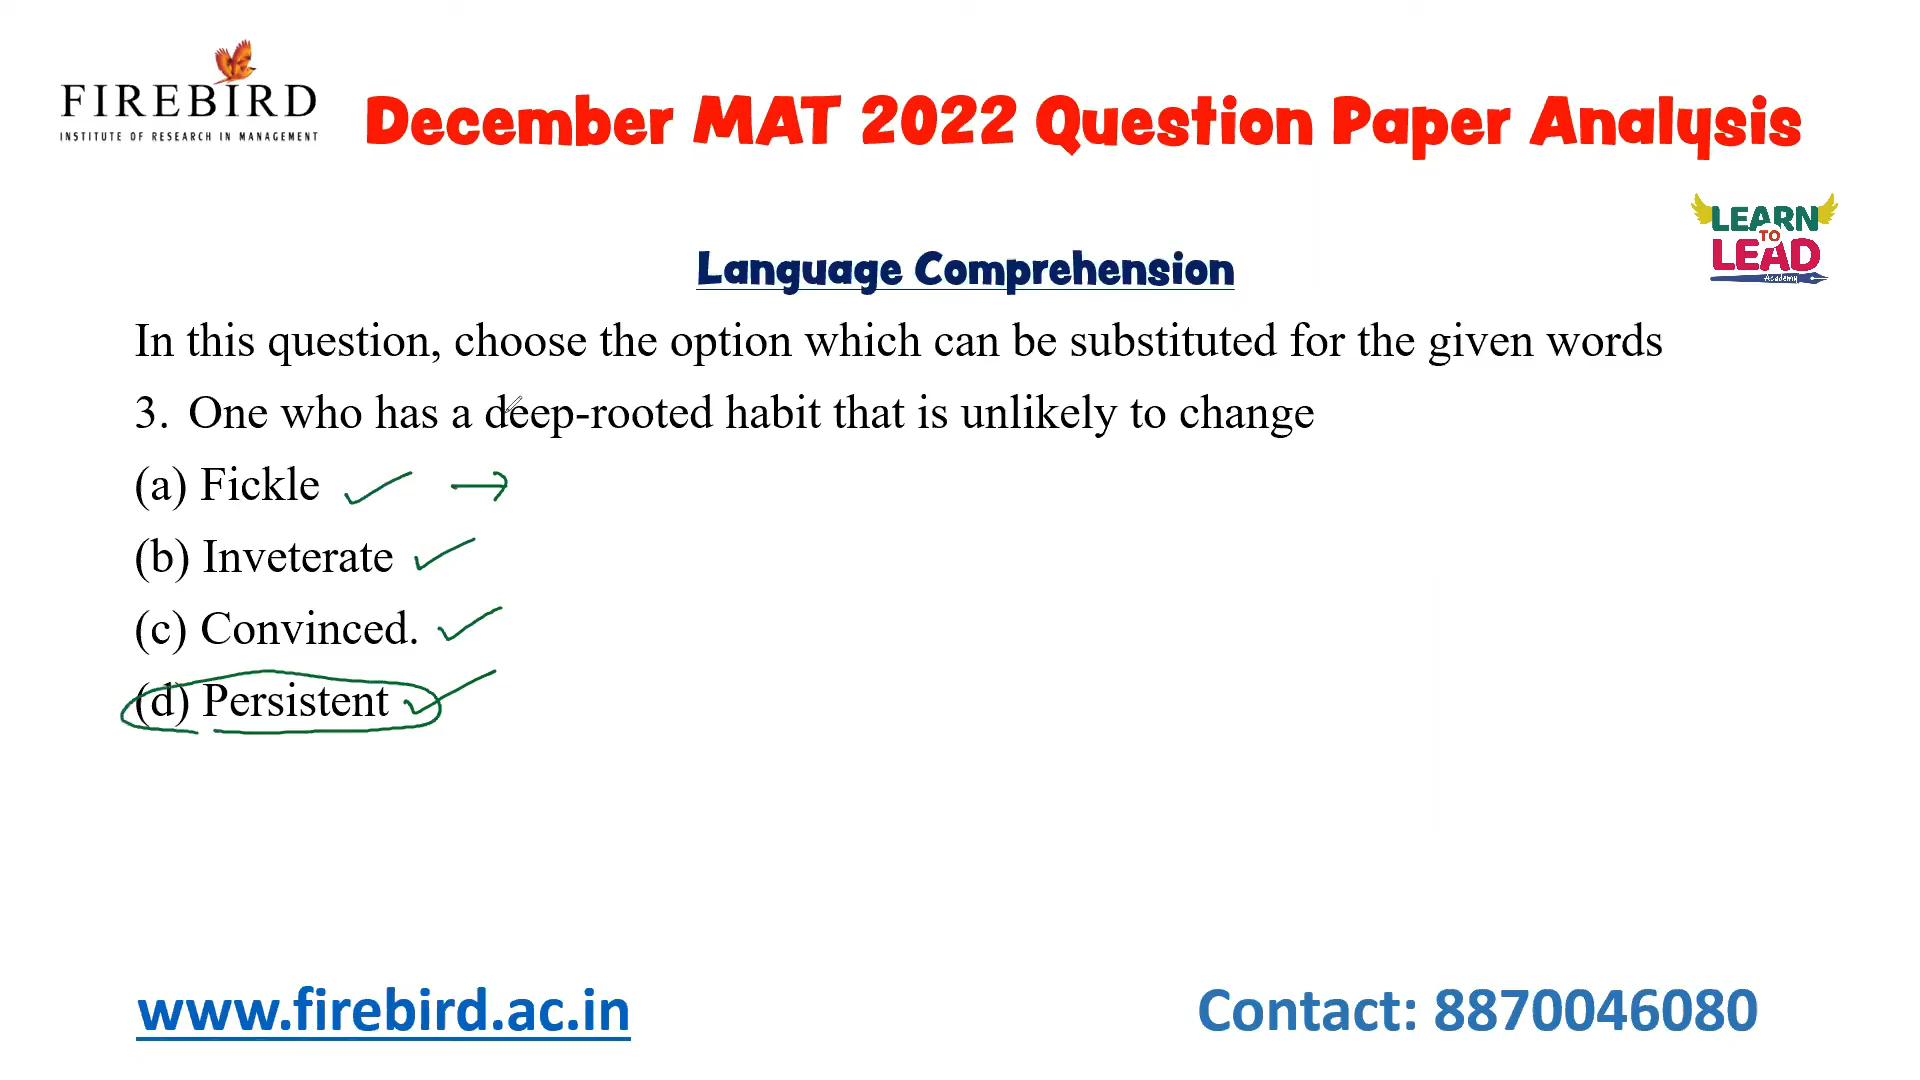 FIREBIRD
INSTITUTE OF RESEARCH IN MANAGEMENT
December MAT 2022 Question Paper Analysis
LEARN
TO
LEAD
Academy
Language Comprehension
In this question, choose the option which can be substituted for the given words
3. One who has a deep-rooted habit that is unlikely to change
(a) Fickle
(b) Inveterate
(c) Convinced.
(d) Persistent
www.firebird.ac.in
Contact: 8870046080